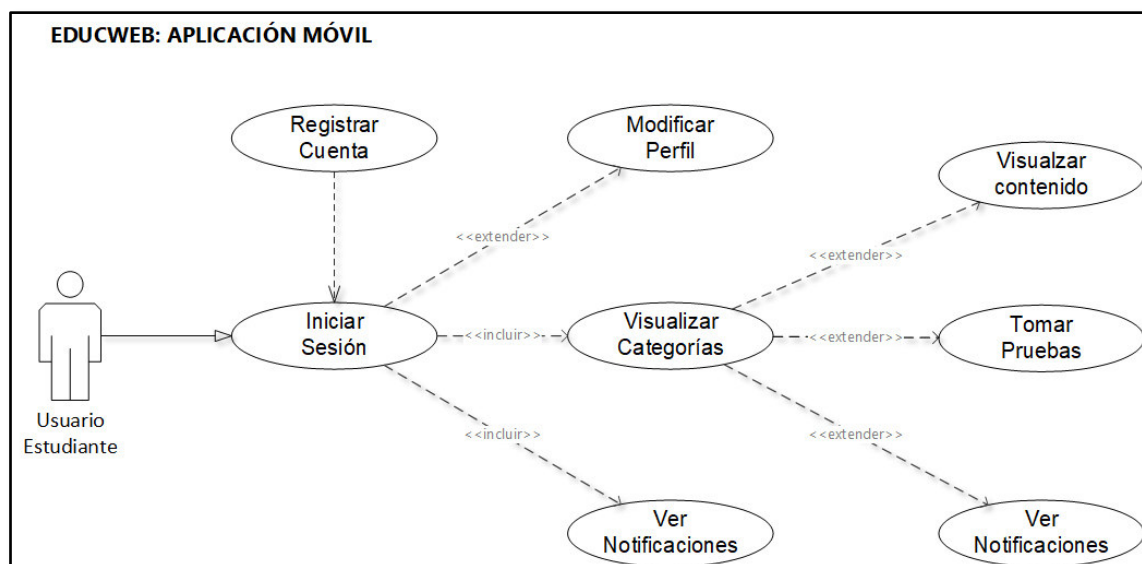 EDUCWEB: APLICACIÓN MÓVIL
Registrar
Cuenta
Modificar
Perfil
Visualzar
contenido
<<extender>>
<<extender>>
Iniciar
Sesión
<<incluir>>
Visualizar
Categorías
<<extender>>
Tomar
Pruebas
Usuario
Estudiante
<<incluir>>
<<extender>>
Ver
Notificaciones
Ver
Notificaciones